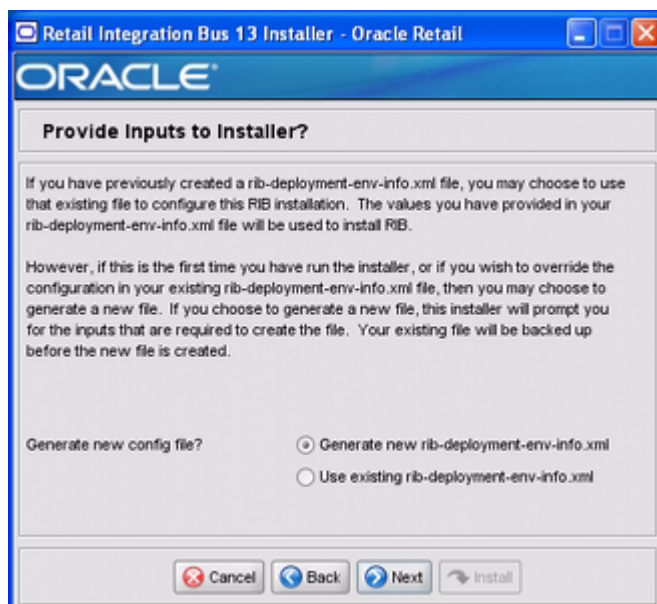 Retail Integration Bus 13 Installer - Oracle Retail
ORACLE®
Provide Inputs to Installer?
If you have previously created a rib-deployment-env-info.xml file, you may choose to use
that existing file to configure this RIB installation. The values you have provided in your
rib-deployment-env-info.xml file will be used to install RIB.
However, if this is the first time you have run the installer, or if you wish to override the
configuration in your existing rib-deployment-env-info.xml file, then you may choose to
generate a new file. If you choose to generate a new file, this installer will prompt you
for the inputs that are required to create the file. Your existing file will be backed up
before the new file is created.
Generate new config file?
Generate new rib-deployment-env-info.xml
Use existing rib-deployment-env-info.xml
Cancel
Back
Next
Install